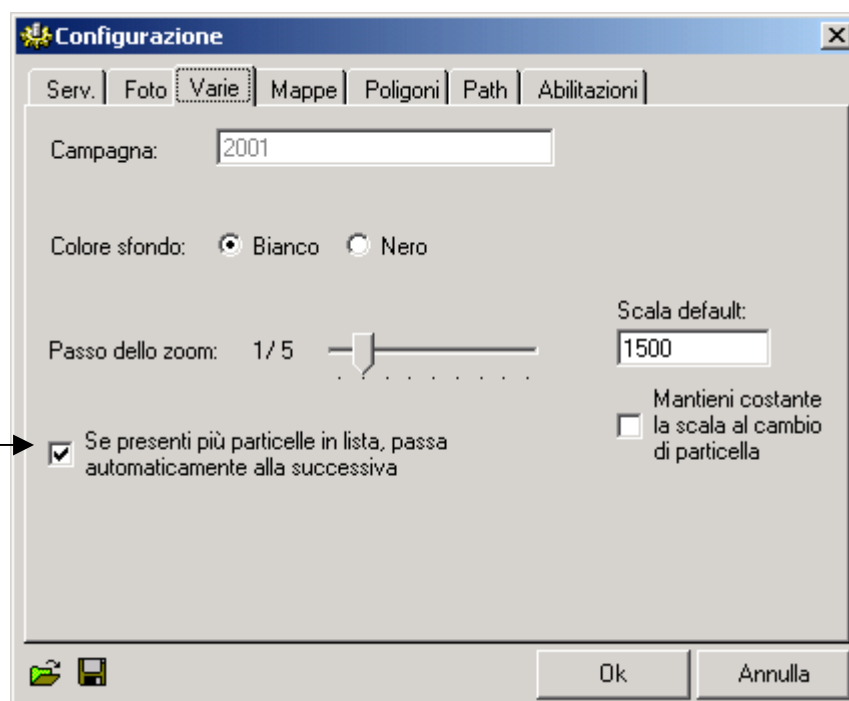 Configurazione
Serv. Foto Varie Mappe Poligoni Path Abilitazioni
Campagna: 2001
Colore sfondo: Bianco Nero
Scala default:
Passo dello zoom: 1/ 5 1500
Mantieni costante
la scala al cambio
di particella
Se presenti più particelle in lista, passa
automaticamente alla successiva
Ok Annulla